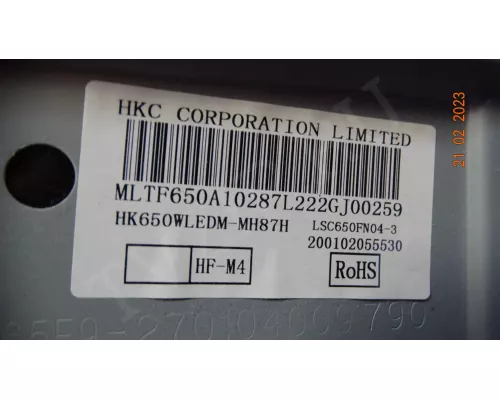 HKC CORPORATION LIMITED
MLTF650A10287L222GJ00259
HK650WLEDM-MH87H
LSC650FN04-3
200102055530
HF-M4
RoHS
21 02 2023